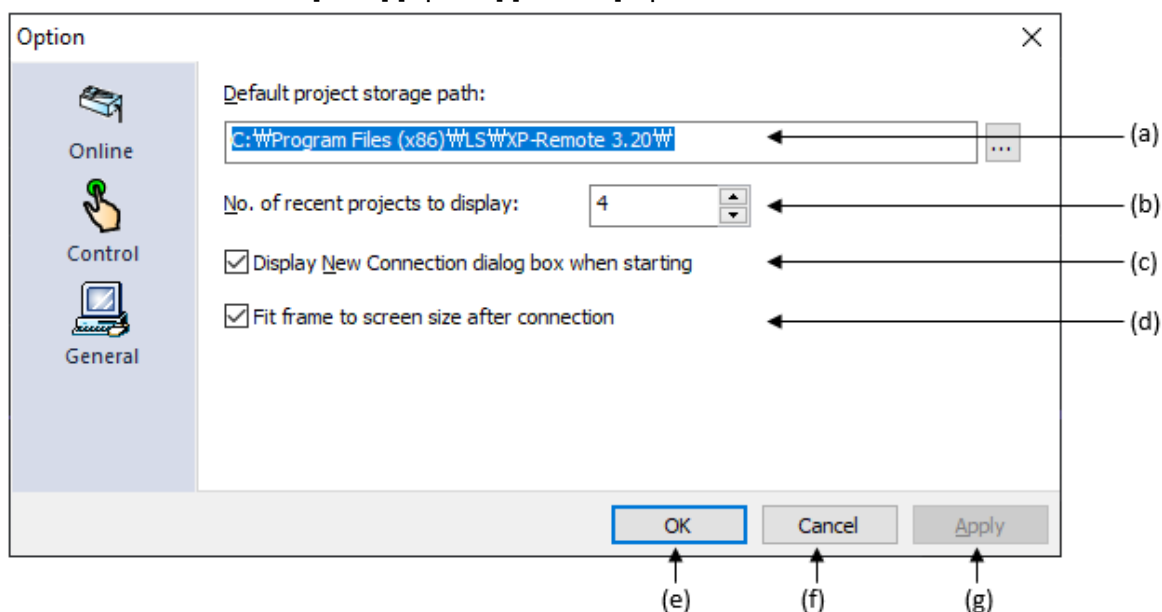 Option
Online
Control
General
Default project storage path:
C:₩Program Files (x86)₩LS₩XP-Remote 3.20₩
...
(a)
No. of recent projects to display:
4
(b)
Display New Connection dialog box when starting
(c)
Fit frame to screen size after connection
(d)
OK
Cancel
Apply
(e)
(f)
(g)